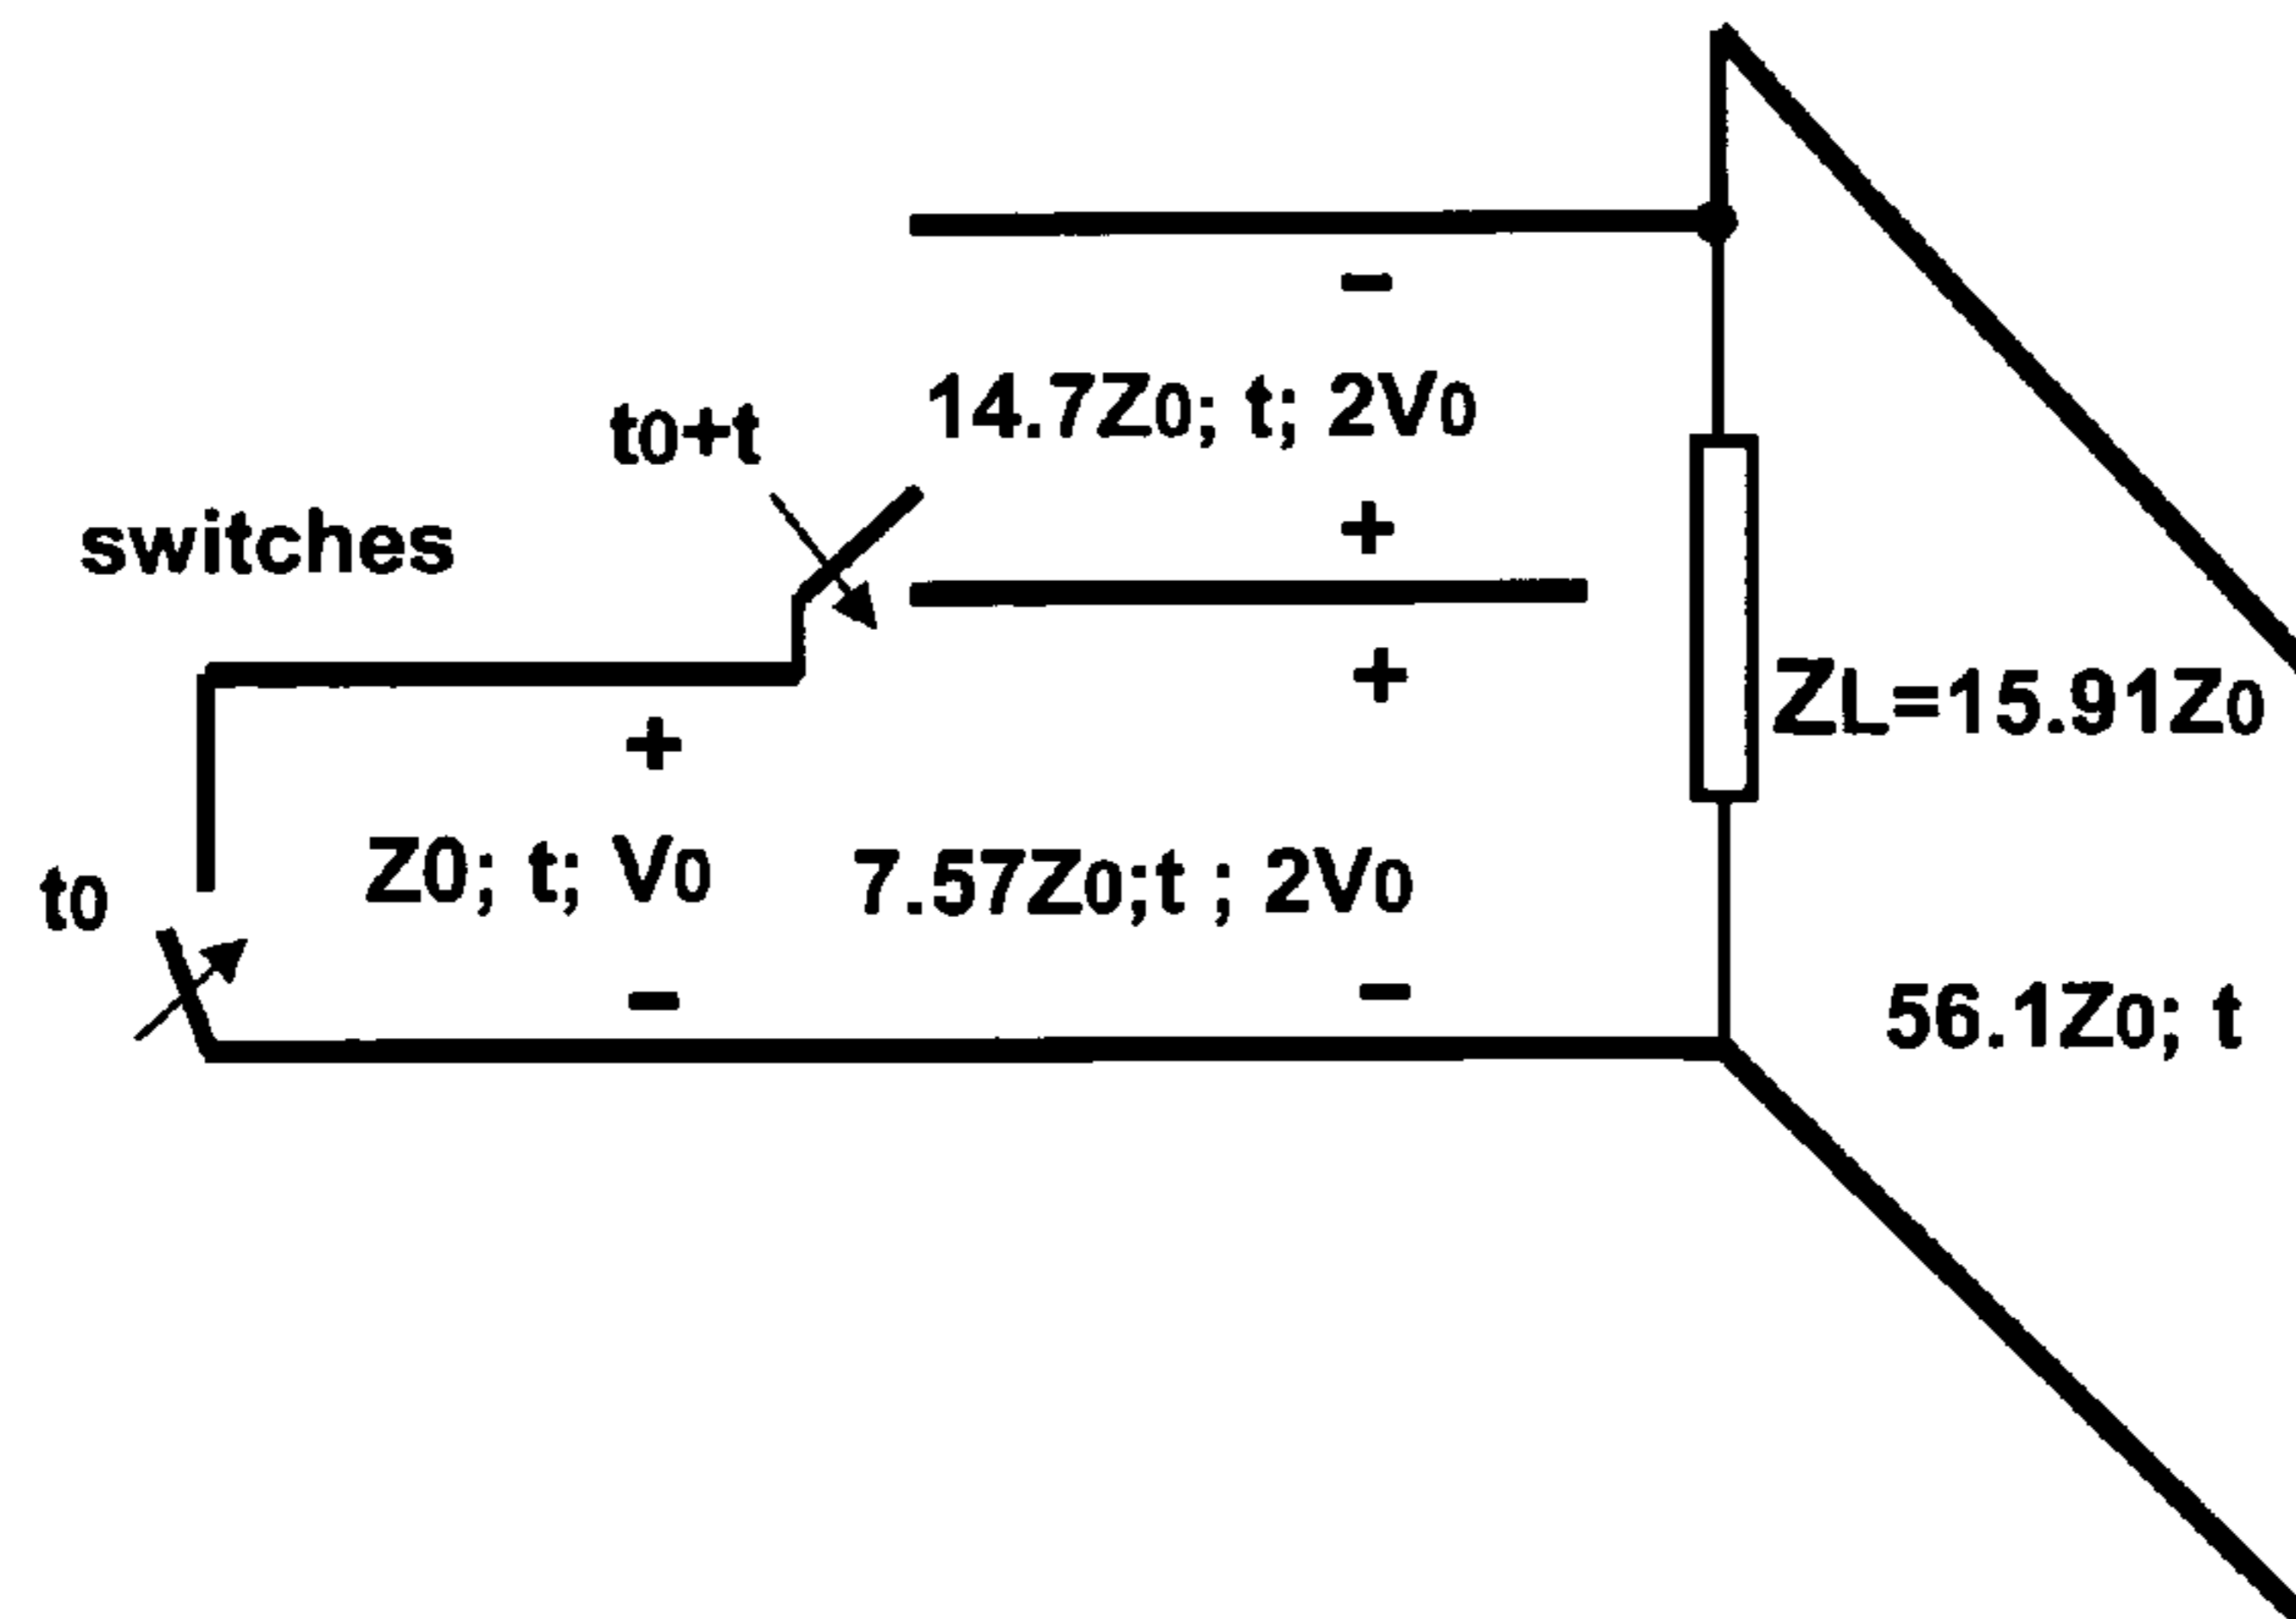 -
14.7Z0; t; 2V0
t0+t
+
switches
+
ZL=15.91Z0
+
Z0; t; V0
7.57Z0;t ; 2V0
t0
-
-
56.1Z0; t